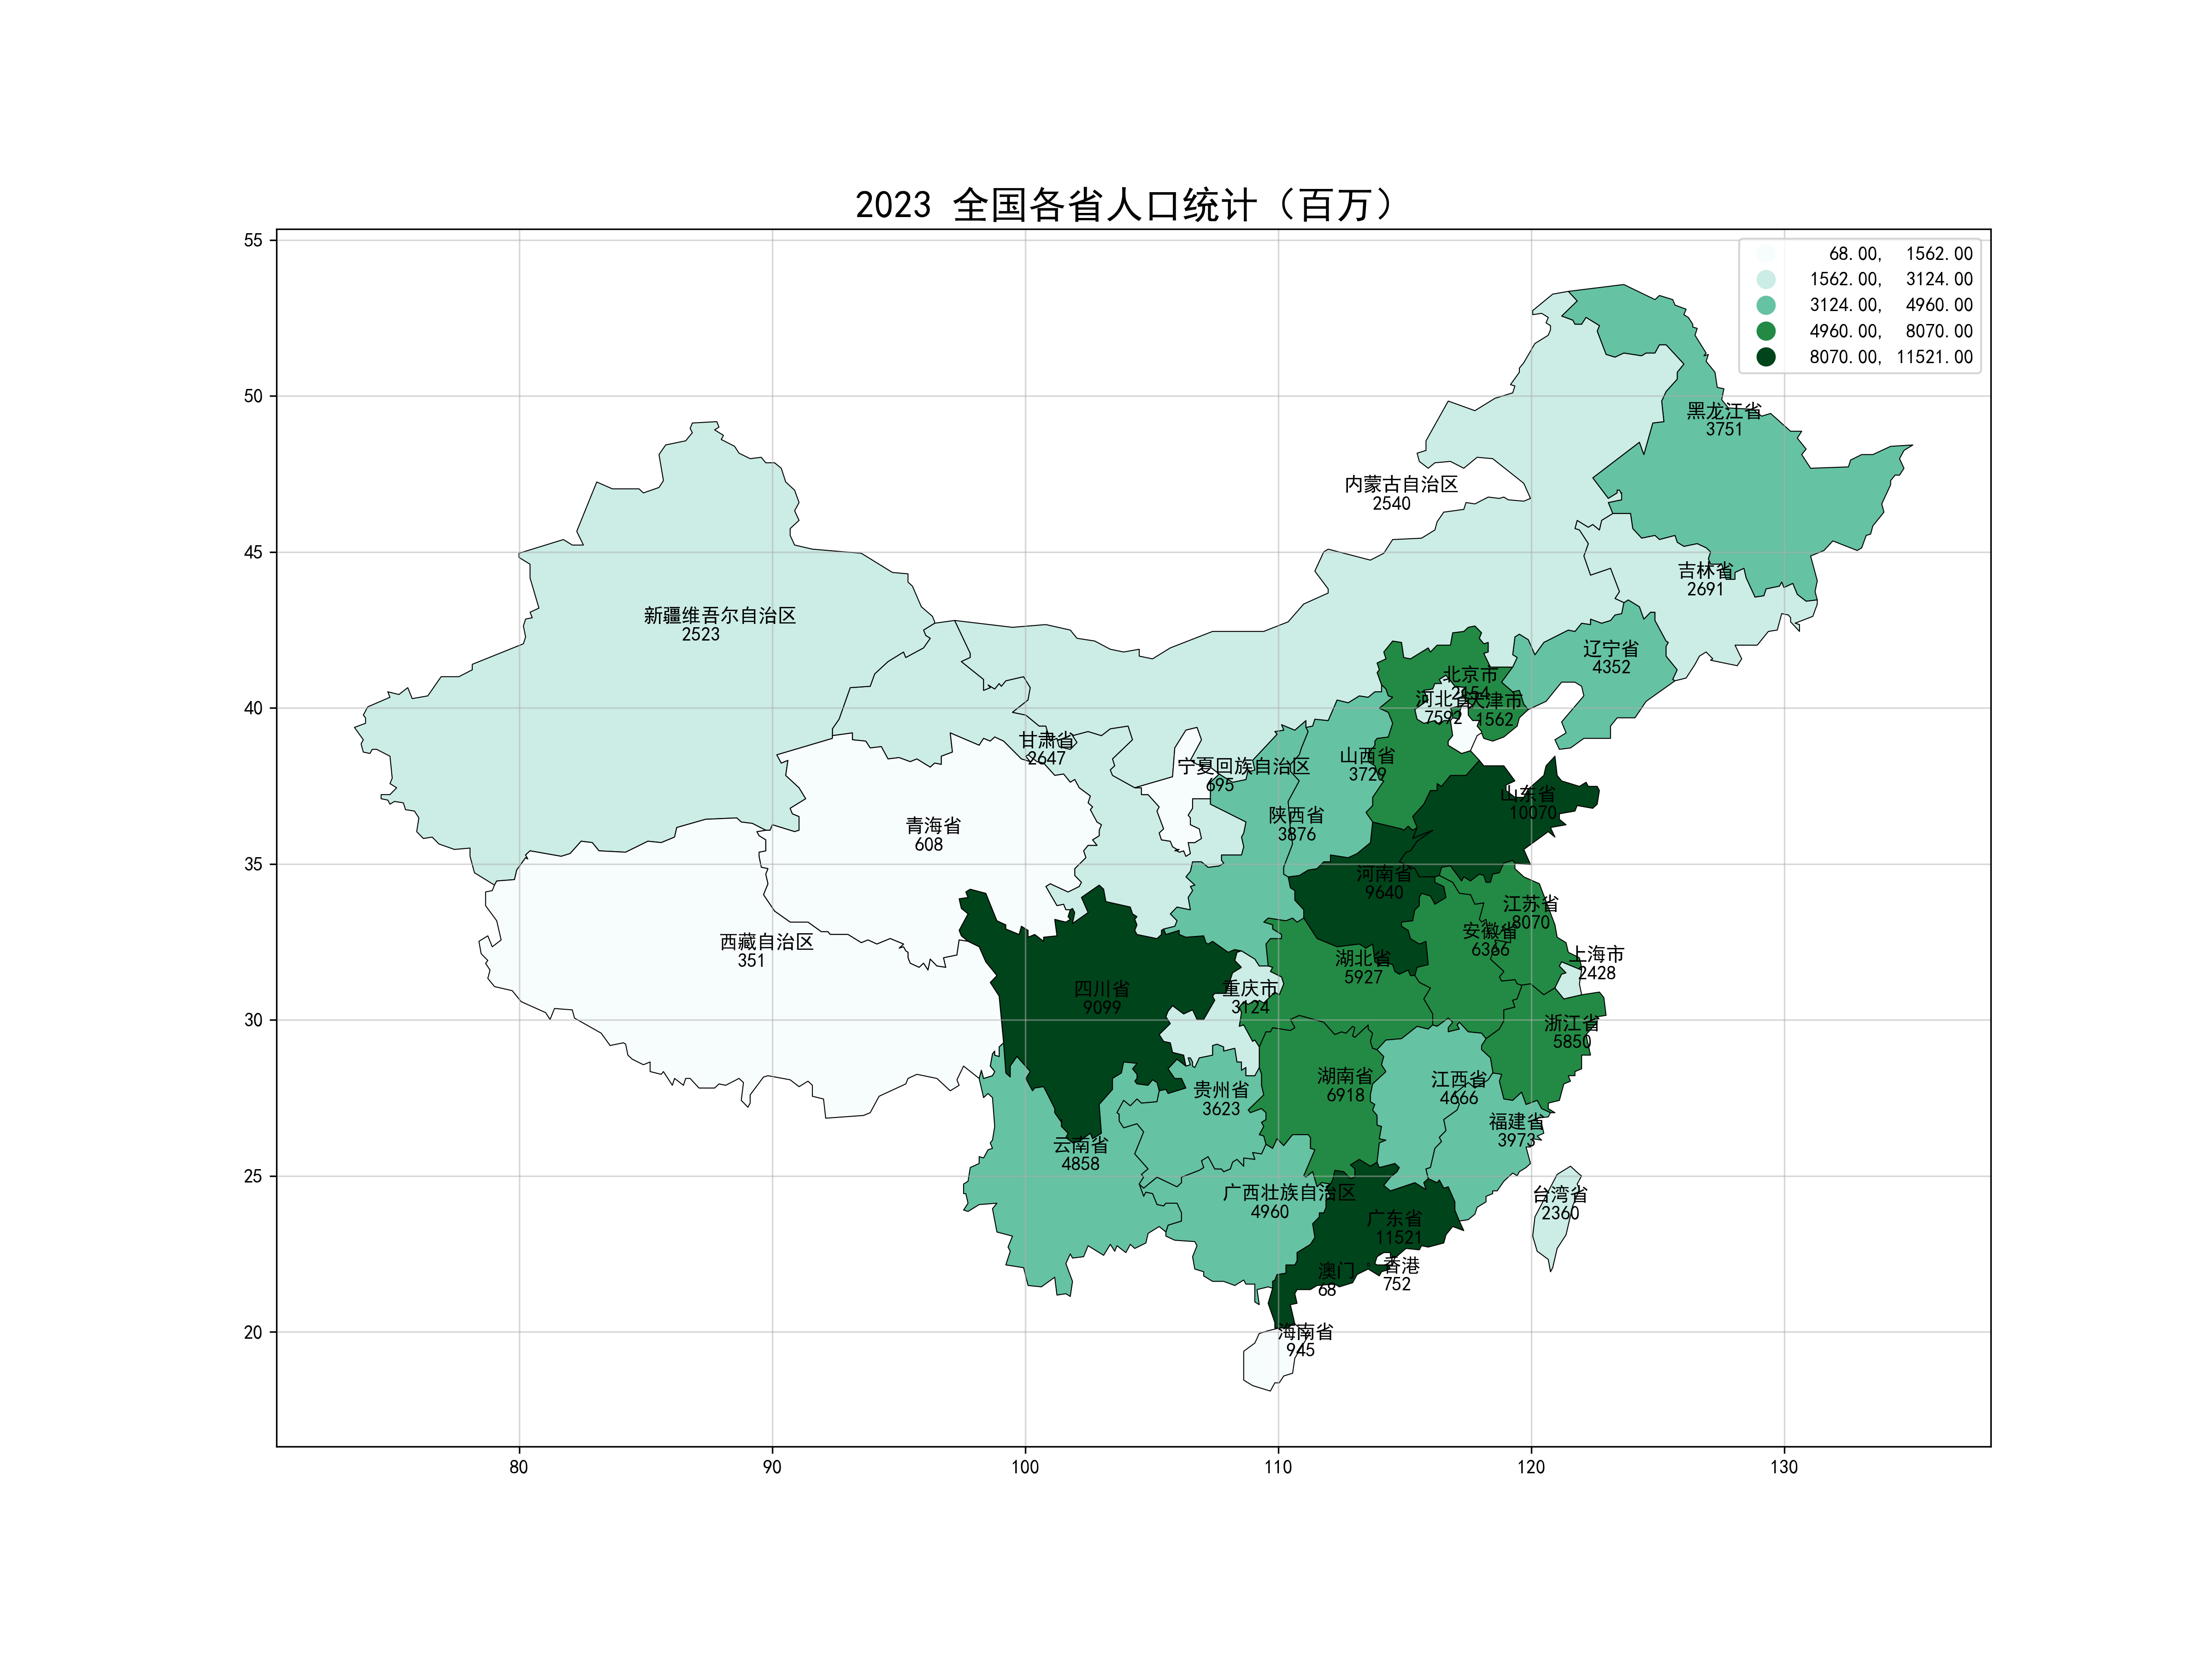 2023 全国各省人口统计（百万）
68.00, 1562.00
1562.00, 3124.00
3124.00, 4960.00
4960.00, 8070.00
8070.00, 11521.00
55
50
45
40
35
30
25
20
黑龙江省
3751
内蒙古自治区
2540
吉林省
2691
新疆维吾尔自治区
2523
辽宁省
4352
北京市
2154
河北省
7592
天津市
1562
甘肃省
2647
宁夏回族自治区
695
山西省
3729
山东省
10070
陕西省
3876
青海省
608
河南省
9640
江苏省
8070
安徽省
6366
西藏自治区
351
湖北省
5927
上海市
2428
四川省
9099
重庆市
3124
浙江省
5850
贵州省
3623
湖南省
6918
江西省
4666
福建省
3973
云南省
4858
广西壮族自治区
4960
台湾省
2360
广东省
11521
澳门
68
香港
752
海南省
945
80
90
100
110
120
130